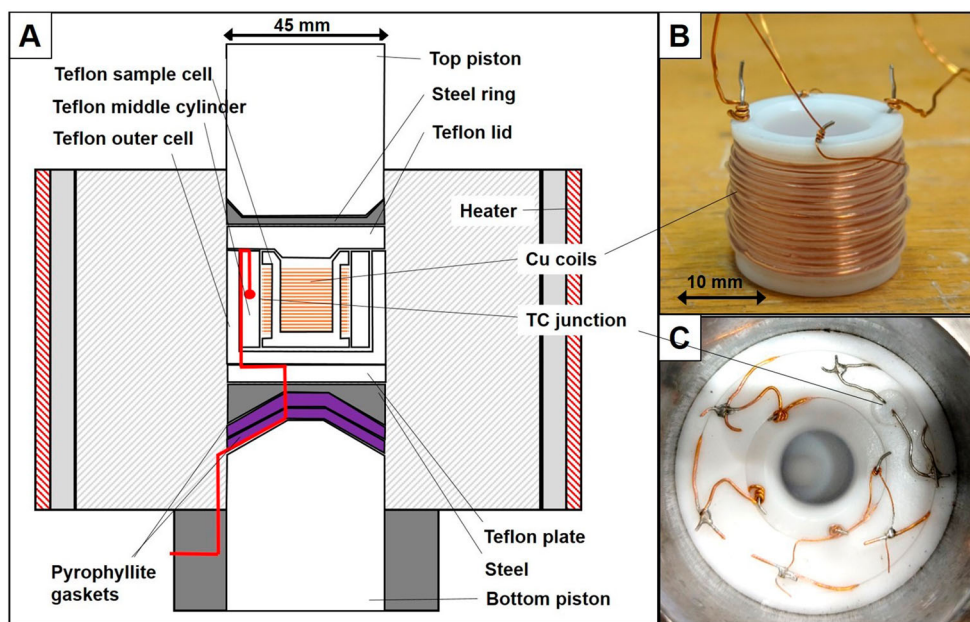 A
45 mm
Teflon sample cell
Teflon middle cylinder
Teflon outer cell
Top piston
Steel ring
Teflon lid
Heater
Cu coils
TC junction
Pyrophyllite
gaskets
Teflon plate
Steel
Bottom piston
B
10 mm
C